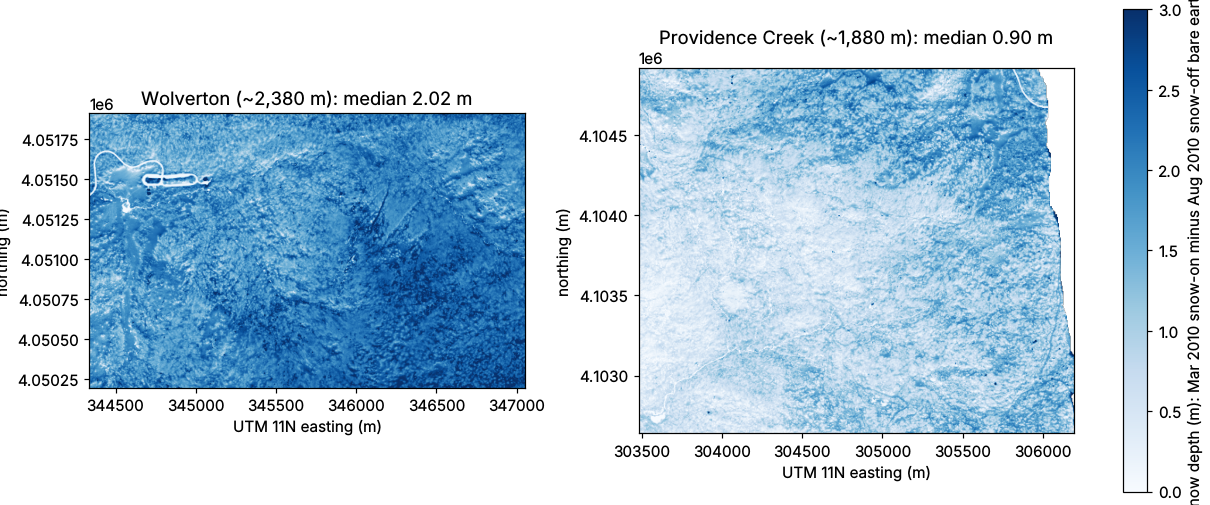 Wolverton (~2,380 m): median 2.02 m
1e6
4.05175
4.05150
4.05125
4.05100
4.05075
4.05050
4.05025
344500 345000 345500 346000 346500 347000
UTM 11N easting (m)
northing (m)
Providence Creek (~1,880 m): median 0.90 m
1e6
4.1045
4.1040
4.1035
4.1030
303500 304000 304500 305000 305500 306000
UTM 11N easting (m)
northing (m)
3.0
2.5
2.0
1.5
1.0
0.5
0.0
now depth (m): Mar 2010 snow-on minus Aug 2010 snow-off bare eart